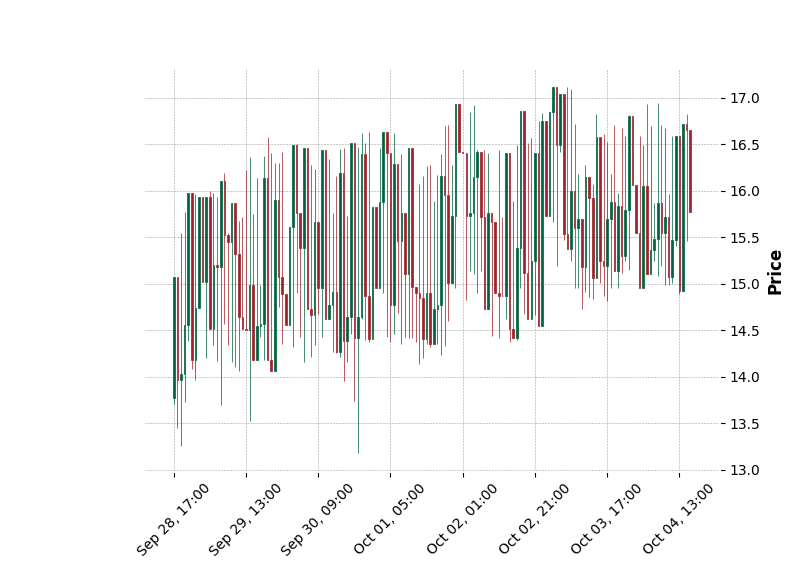 17.0
16.5
16.0
15.5
15.0
14.5
14.0
13.5
13.0
Price
Sep 28, 17:00
Sep 29, 13:00
Sep 30, 09:00
Oct 01, 05:00
Oct 02, 01:00
Oct 02, 21:00
Oct 03, 17:00
Oct 04, 13:00